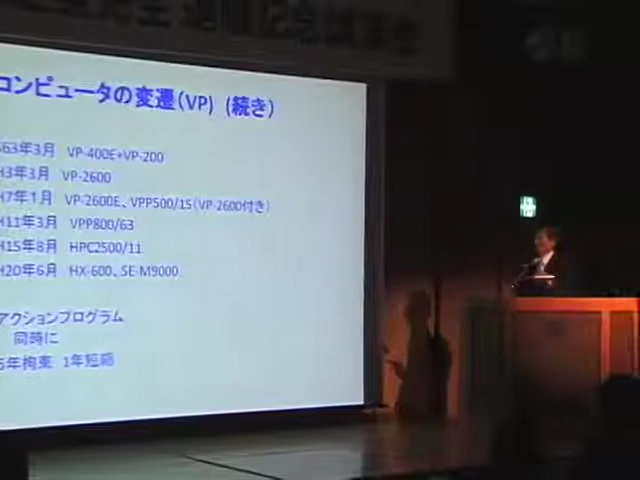 コンピュータの変遷(VP) (続き)
S63年3月 VP-400E+VP-200
H3年3月 VP-2600
H7年1月 VP-2600E、VPP500/15(VP-2600付き)
H11年3月 VPP800/63
H15年8月 HPC2500/11
H20年6月 HX-600、SE-M9000
アクションプログラム
同時に
5年拘束 1年短縮